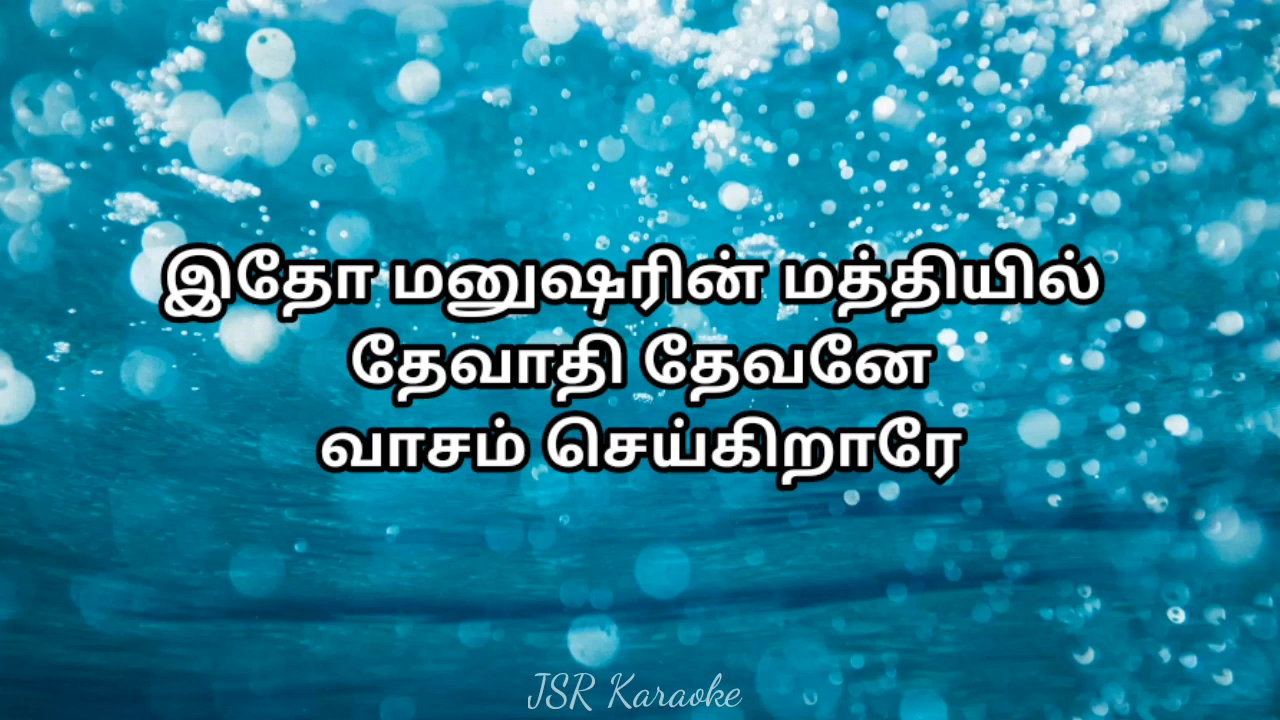 இதோ மனுஷரின் மத்தியில்
தேவாதி தேவனே
வாசம் செய்கிறாரே
JSR Karaoke